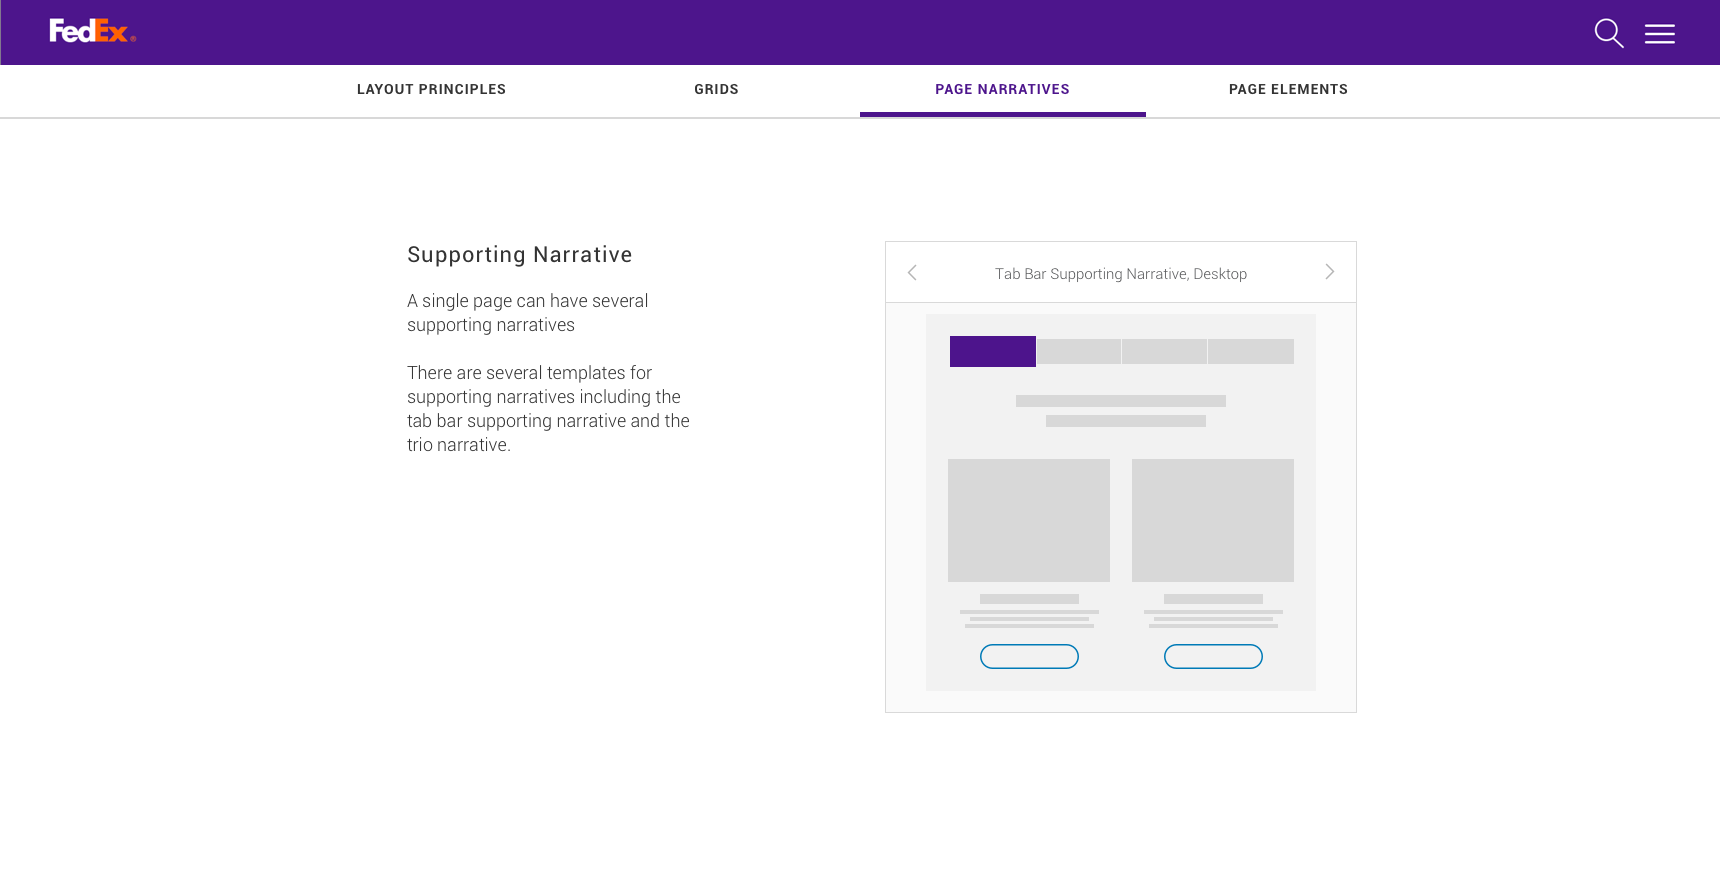 FedEx®
LAYOUT PRINCIPLES
GRIDS
PAGE NARRATIVES
PAGE ELEMENTS
Supporting Narrative
A single page can have several
supporting narratives
There are several templates for
supporting narratives including the
tab bar supporting narrative and the
trio narrative.
Tab Bar Supporting Narrative, Desktop